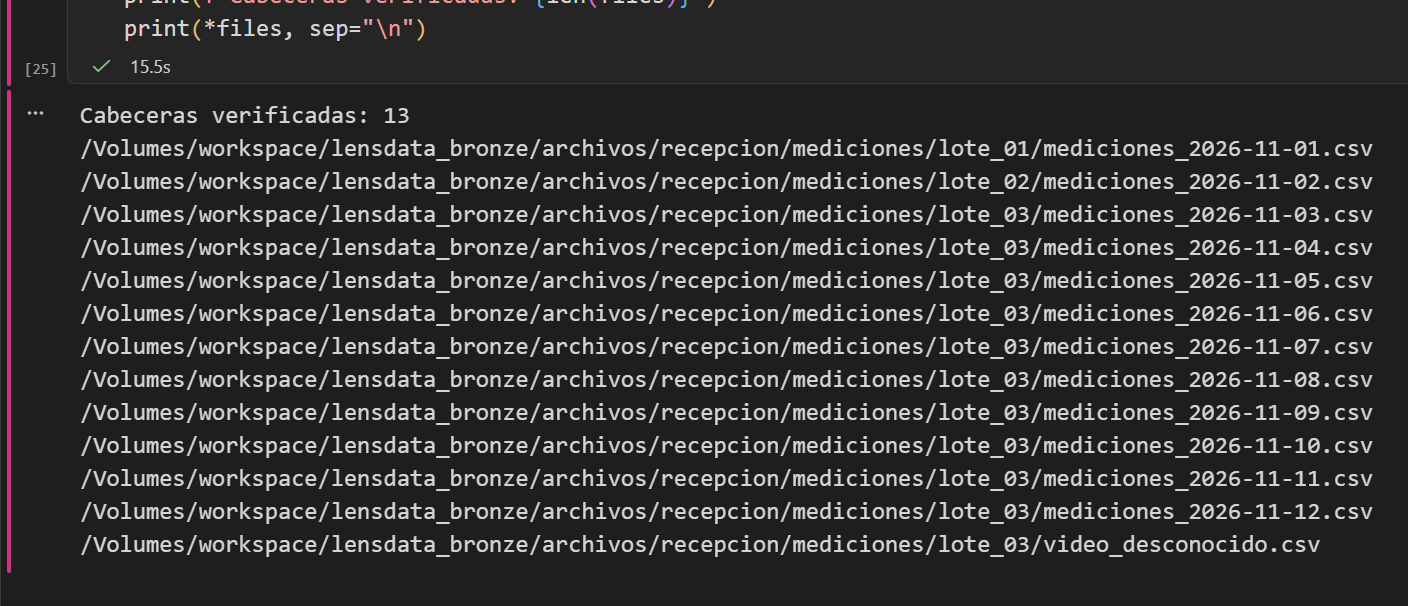 print(*files, sep="\n")
[25]
15.5s
Cabeceras verificadas: 13
/Volumes/workspace/lensdata_bronze/archivos/recepcion/mediciones/lote_01/mediciones_2026-11-01.csv
/Volumes/workspace/lensdata_bronze/archivos/recepcion/mediciones/lote_02/mediciones_2026-11-02.csv
/Volumes/workspace/lensdata_bronze/archivos/recepcion/mediciones/lote_03/mediciones_2026-11-03.csv
/Volumes/workspace/lensdata_bronze/archivos/recepcion/mediciones/lote_03/mediciones_2026-11-04.csv
/Volumes/workspace/lensdata_bronze/archivos/recepcion/mediciones/lote_03/mediciones_2026-11-05.csv
/Volumes/workspace/lensdata_bronze/archivos/recepcion/mediciones/lote_03/mediciones_2026-11-06.csv
/Volumes/workspace/lensdata_bronze/archivos/recepcion/mediciones/lote_03/mediciones_2026-11-07.csv
/Volumes/workspace/lensdata_bronze/archivos/recepcion/mediciones/lote_03/mediciones_2026-11-08.csv
/Volumes/workspace/lensdata_bronze/archivos/recepcion/mediciones/lote_03/mediciones_2026-11-09.csv
/Volumes/workspace/lensdata_bronze/archivos/recepcion/mediciones/lote_03/mediciones_2026-11-10.csv
/Volumes/workspace/lensdata_bronze/archivos/recepcion/mediciones/lote_03/mediciones_2026-11-11.csv
/Volumes/workspace/lensdata_bronze/archivos/recepcion/mediciones/lote_03/mediciones_2026-11-12.csv
/Volumes/workspace/lensdata_bronze/archivos/recepcion/mediciones/lote_03/video_desconocido.csv